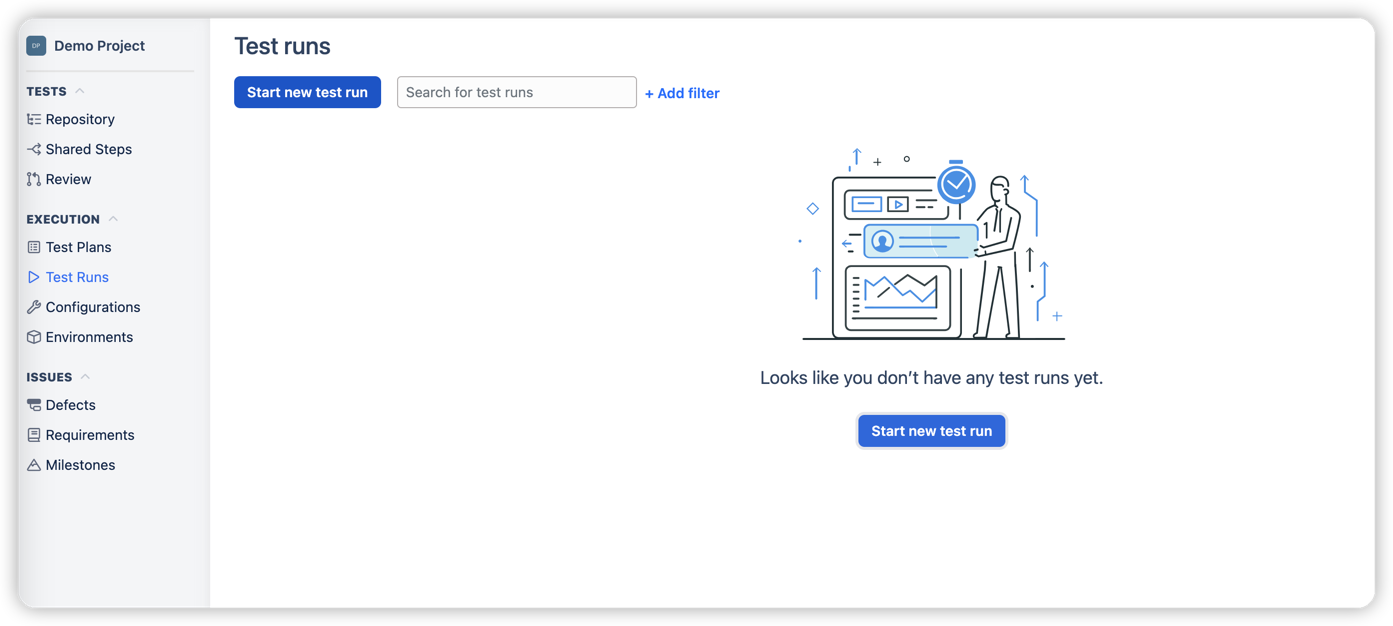 DP
Demo Project
TESTS
Repository
Shared Steps
Review
EXECUTION
Test Plans
Test Runs
Configurations
Environments
ISSUES
Defects
Requirements
Milestones
Test runs
Start new test run
Search for test runs
+ Add filter
Looks like you don’t have any test runs yet.
Start new test run